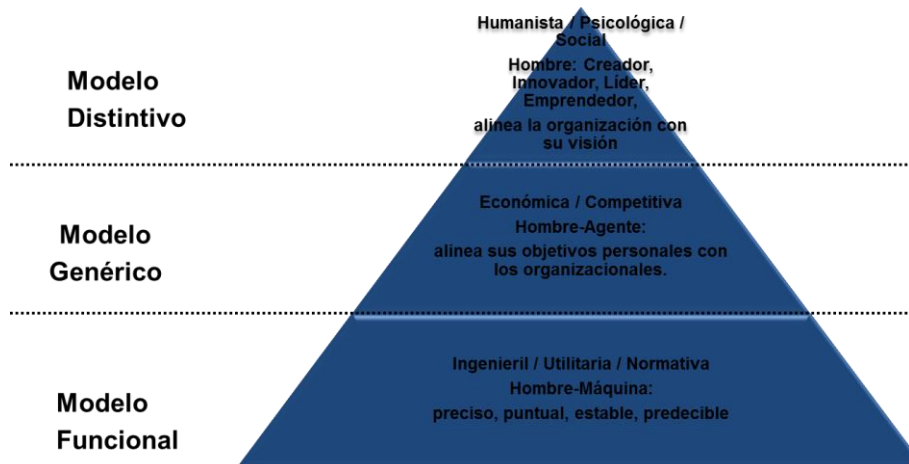 Modelo
Distintivo
Humanista / Psicológica /
Social
Hombre: Creador,
Innovador, Líder,
Emprendedor,
alinea la organización con
su visión
Modelo
Genérico
Económica / Competitiva
Hombre-Agente:
alinea sus objetivos personales con
los organizacionales.
Modelo
Funcional
Ingenieril / Utilitaria / Normativa
Hombre-Máquina:
preciso, puntual, estable, predecible